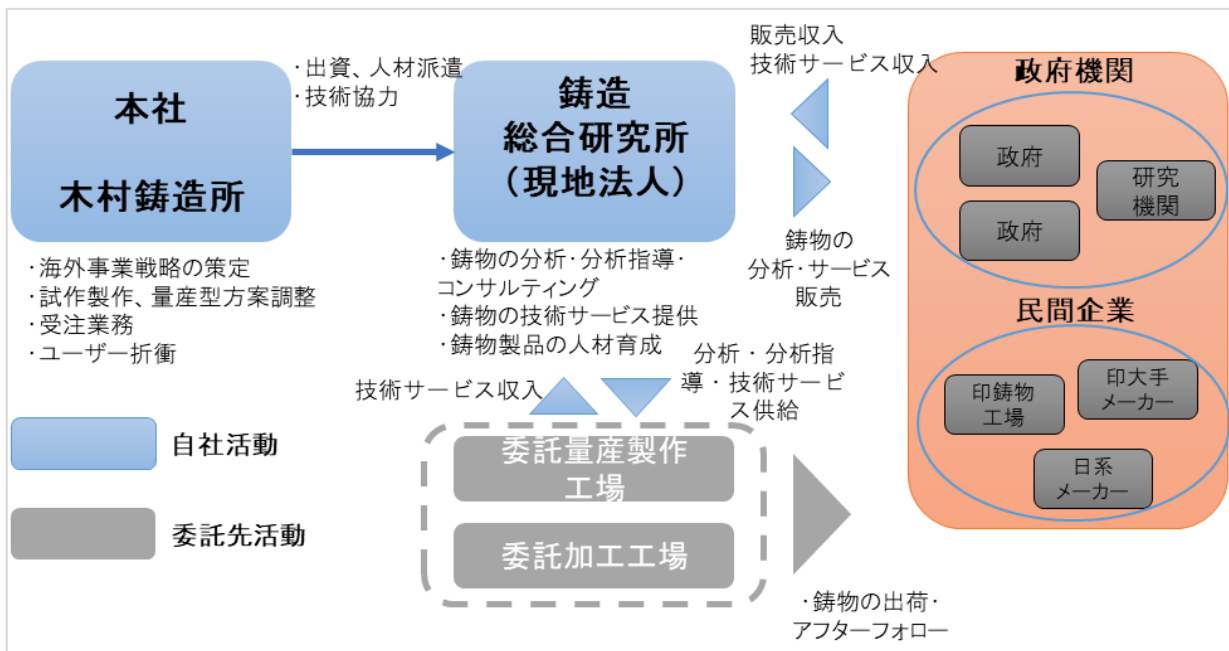 本社
木村鋳造所
・出資、人材派遣
・技術協力
鋳造
総合研究所
（現地法人）
販売収入
技術サービス収入
鋳物の
分析・サービス
販売
政府機関
政府
政府
研究
機関
民間企業
印鋳物
工場
印大手
メーカー
日系
メーカー
・海外事業戦略の策定
・試作製作、量産型方案調整
・受注業務
・ユーザー折衝
・鋳物の分析・分析指導・
コンサルティング
・鋳物の技術サービス提供
・鋳物製品の人材育成
技術サービス収入
分析・分析指
導・技術サービ
ス供給
自社活動
委託先活動
委託量産製作
工場
委託加工工場
・鋳物の出荷・
アフターフォロー